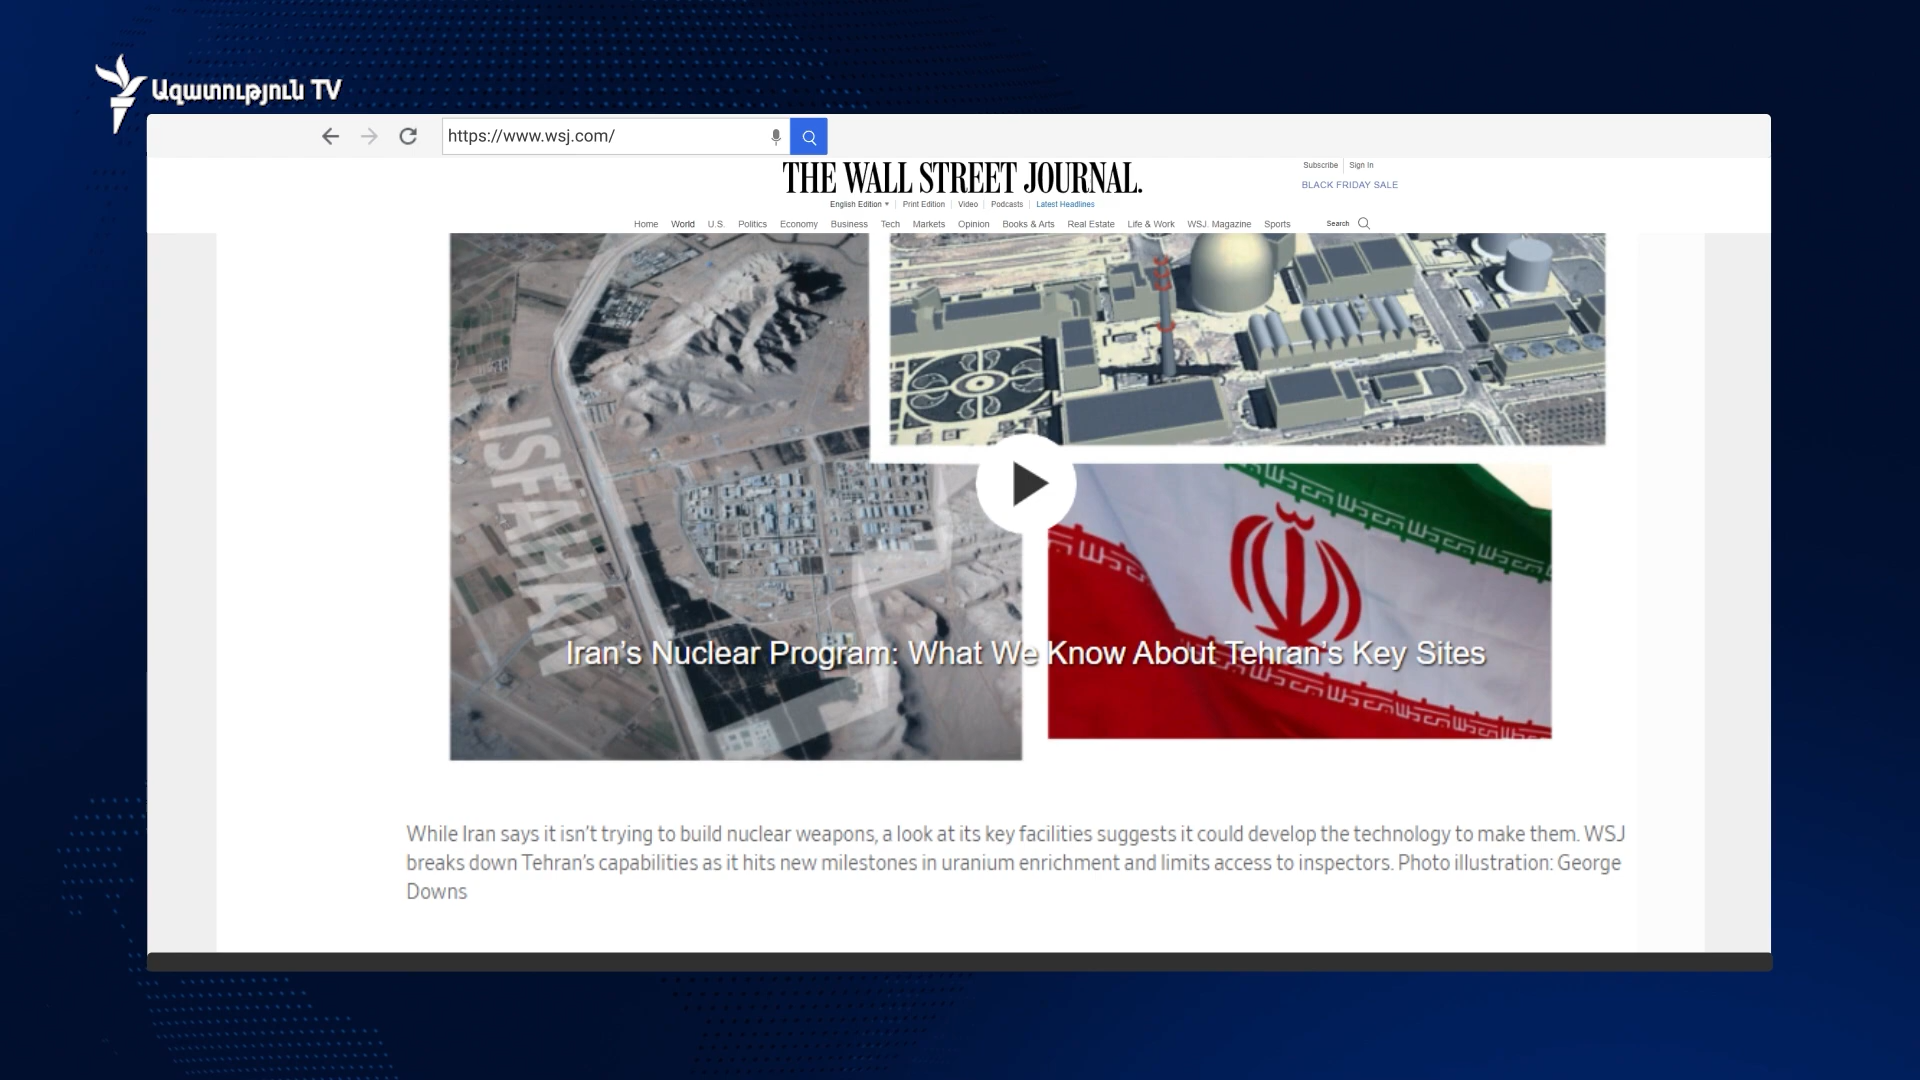 Ազատություն TV
https://www.wsj.com/
THE WALL STREET JOURNAL.
Subscribe Sign In
BLACK FRIDAY SALE
English Edition Print Edition Video Podcasts Latest Headlines
Home World U.S. Politics Economy Business Tech Markets Opinion Books & Arts Real Estate Life & Work WSJ. Magazine Sports Search
ISFAHAN
Iran's Nuclear Program: What We Know About Tehran's Key Sites
While Iran says it isn't trying to build nuclear weapons, a look at its key facilities suggests it could develop the technology to make them. WSJ
breaks down Tehran's capabilities as it hits new milestones in uranium enrichment and limits access to inspectors. Photo illustration: George
Downs